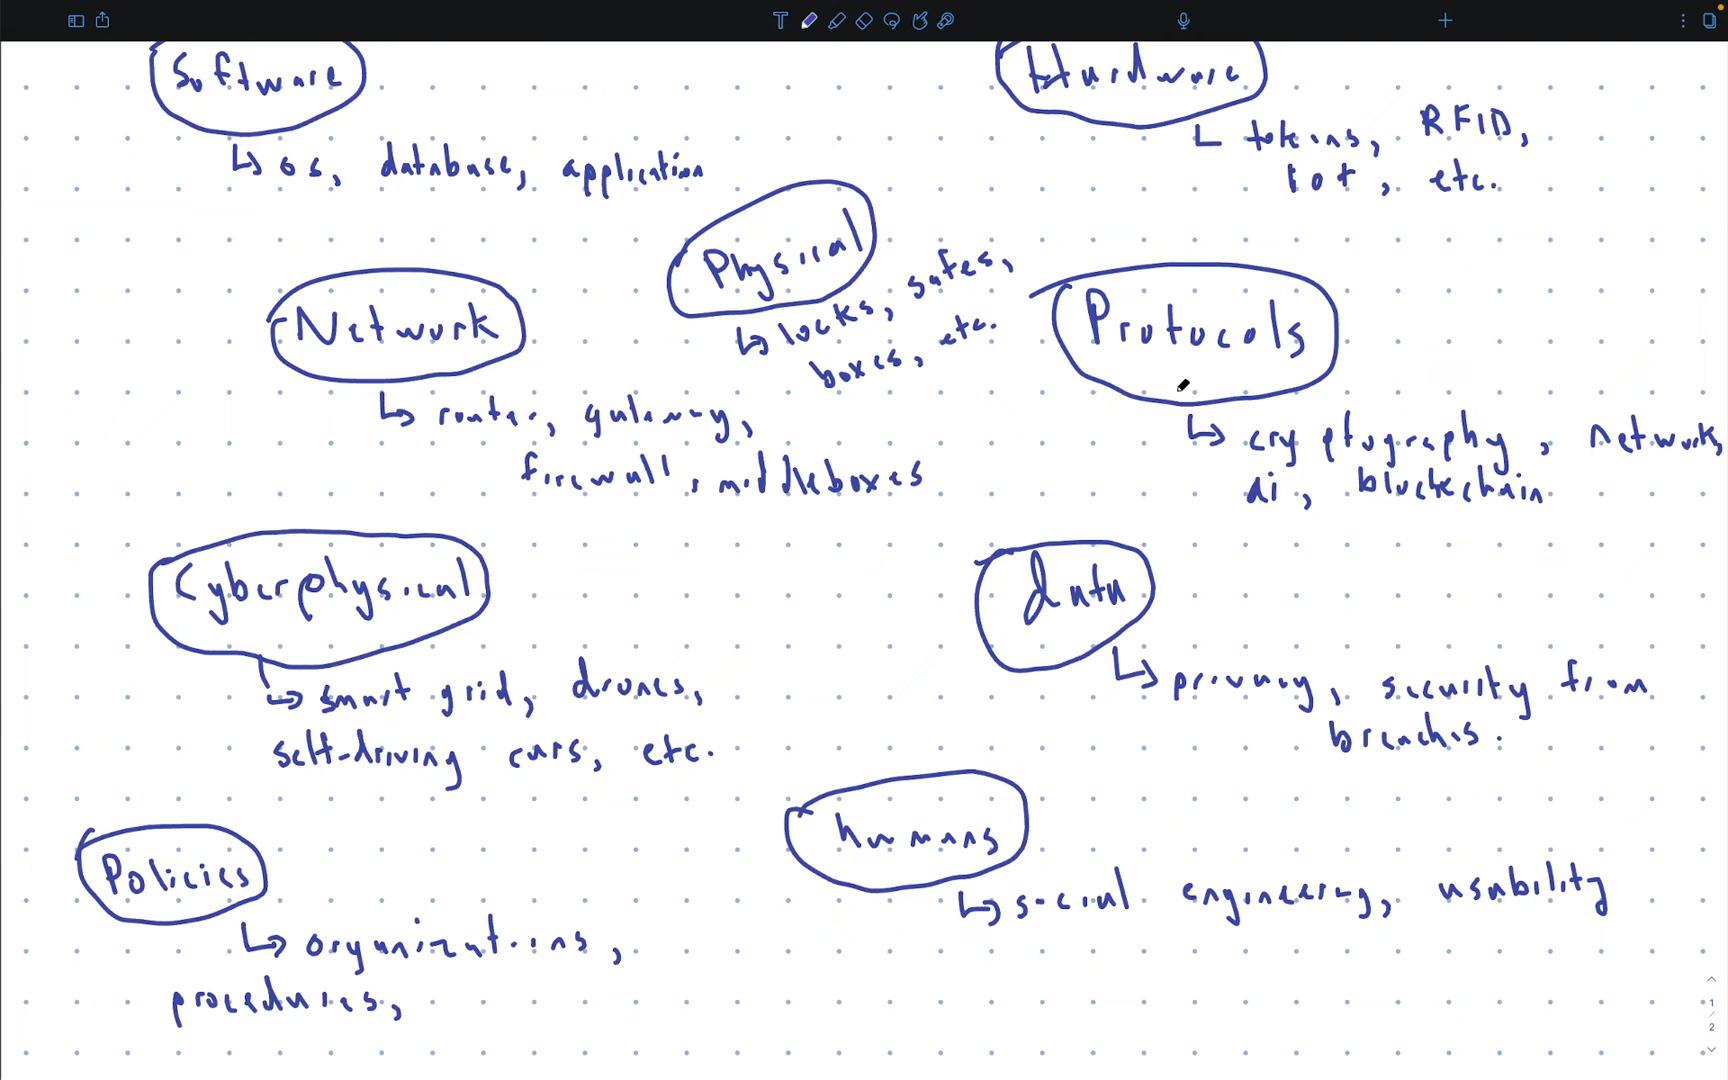 Software
Hardware
↳ os, database, application
↳ tokens, RFID,
Iot, etc.
Physical
↳ locks, safes,
boxes, etc.
Network
↳ router, gateway,
firewall, middleboxes
Protocols
↳ cryptography, network,
ai, blockchain
Cyberphysical
↳ smart grid, drones,
self-driving cars, etc.
data
↳ privacy, security from
breaches.
Policies
↳ organizations,
procedures,
humans
↳ social engineering, usability
1
/
2